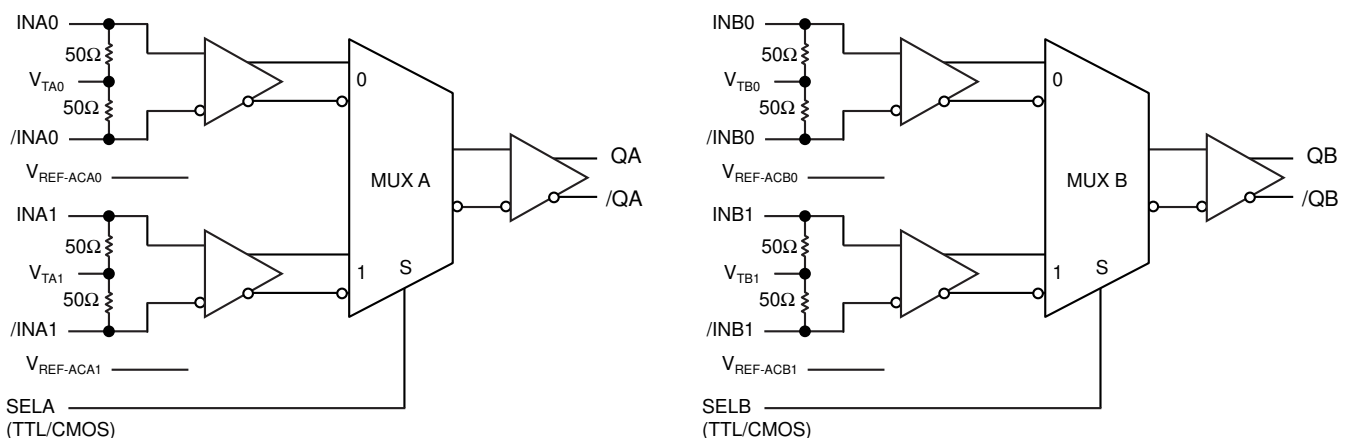 INA0
50Ω
VTA0
50Ω
/INA0
VREF-ACA0
INA1
50Ω
VTA1
50Ω
/INA1
VREF-ACA1
SELA
(TTL/CMOS)
0
MUX A
1
S
QA
/QA
INB0
50Ω
VTB0
50Ω
/INB0
VREF-ACB0
INB1
50Ω
VTB1
50Ω
/INB1
VREF-ACB1
SELB
(TTL/CMOS)
0
MUX B
1
S
QB
/QB